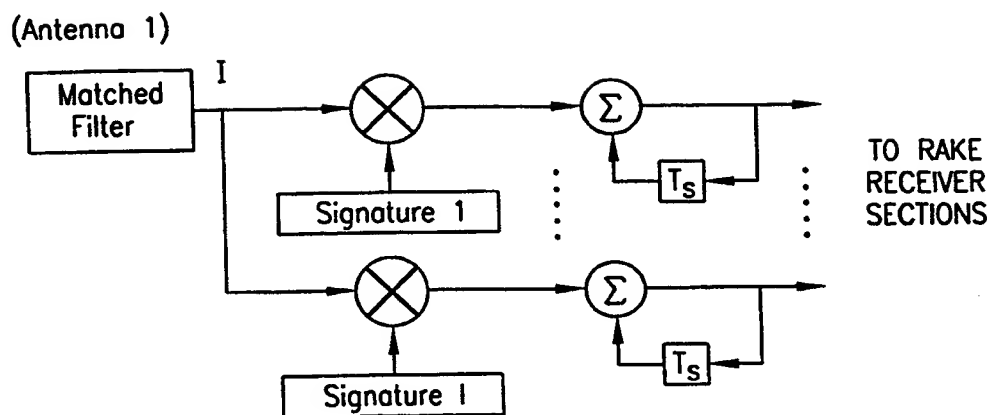 (Antenna 1)
I
Matched
Filter
Σ
Ts
TO RAKE
RECEIVER
SECTIONS
Signature 1
Σ
Ts
Signature I